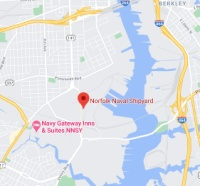 BERKLEY
Norfolk Naval Shipyard
Navy Gateway Inns
& Suites NNSY